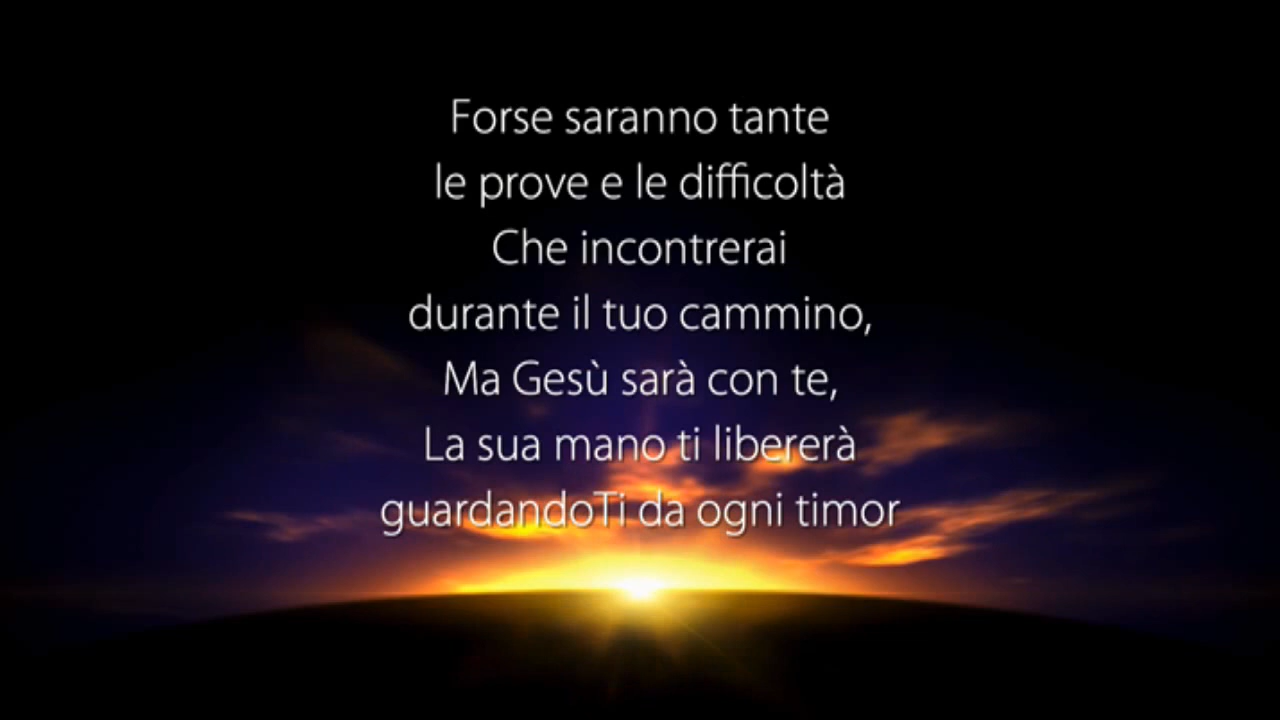 Forse saranno tante
le prove e le difficoltà
Che incontrerai
durante il tuo cammino,
Ma Gesù sarà con te,
La sua mano ti libererà
guardandoTi da ogni timor